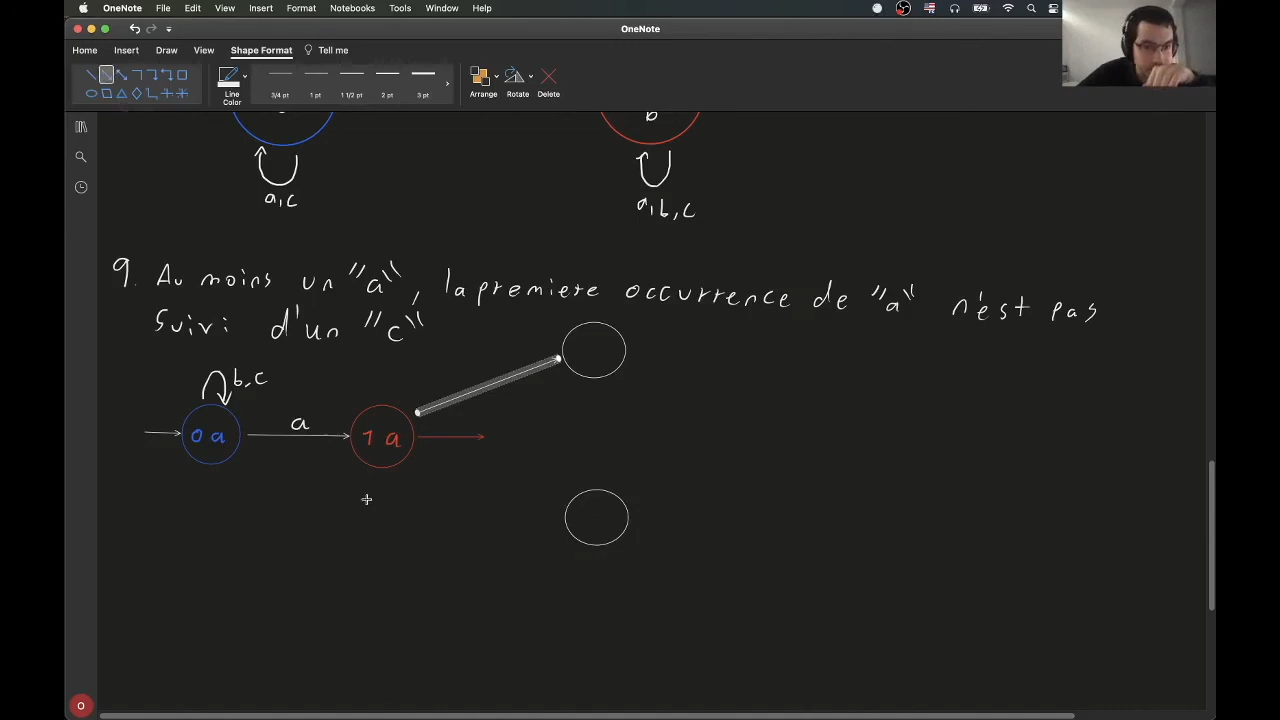 OneNote File Edit View Insert Format Notebooks Tools Window Help
OneNote
Home Insert Draw View Shape Format Tell me
Line Color
3/4 pt 1 pt 1 1/2 pt 2 pt 3 pt
Arrange Rotate Delete
b
a,c
a,b,c
9. Au moins un "a", la premiere occurrence de "a" n'est pas
suivi d'un "c"
b,c
0 a
a
1 a
O